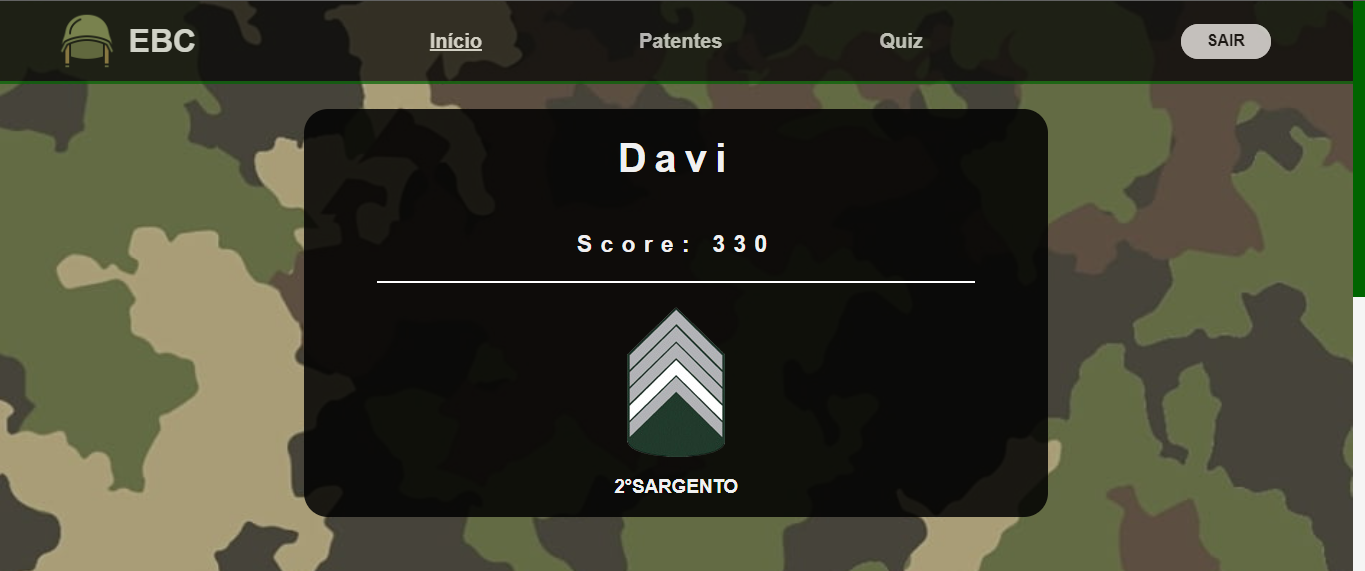 EBC
Início
Patentes
Quiz
SAIR
Davi
Score: 330
2°SARGENTO